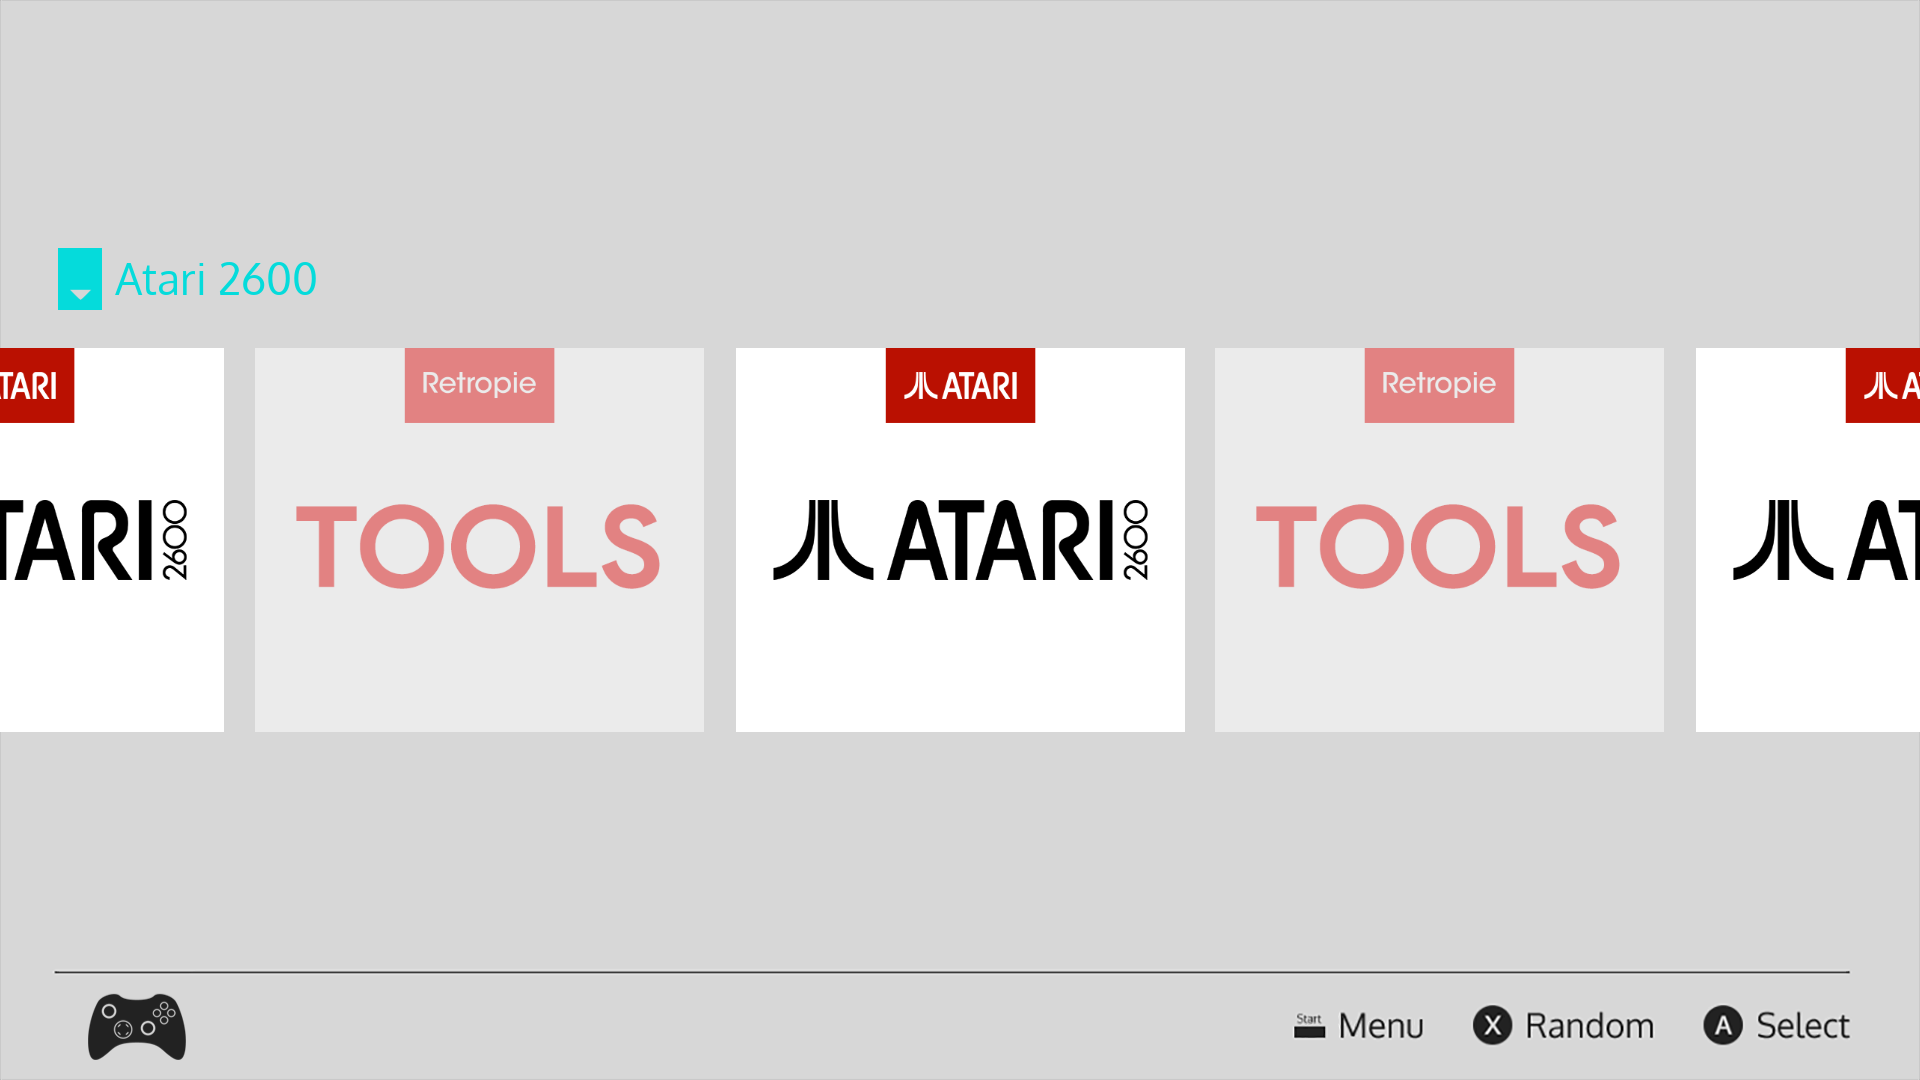 Atari 2600
TARI
Retropie
ATARI
Retropie
TARI 2600
TOOLS
ATARI 2600
TOOLS
AT
Start Menu
X Random
A Select